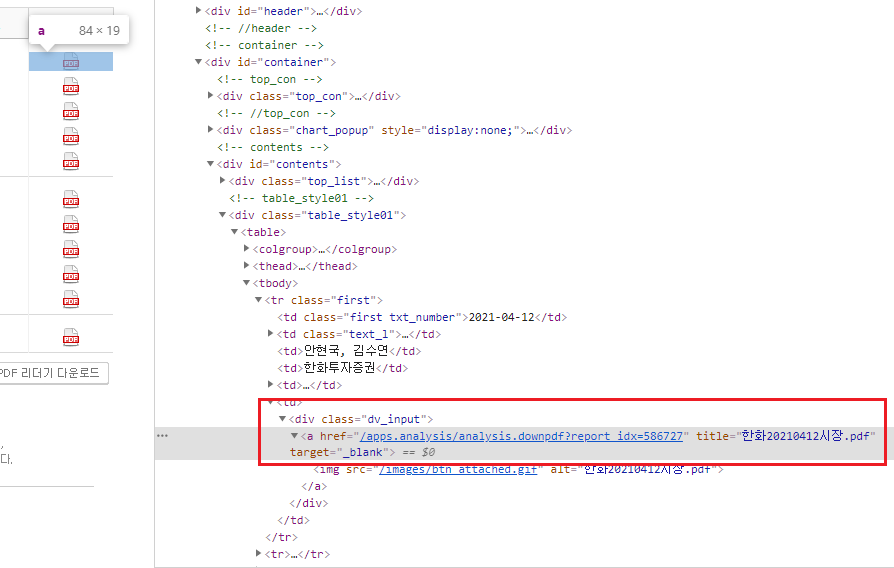 a 84 × 19
PDF
PDF
PDF
PDF
PDF
PDF
PDF
PDF
PDF
PDF
PDF
PDF 리더기 다운로드
,
다.
<div id="header">…</div>
<!-- //header -->
<!-- container -->
<div id="container">
<!-- top_con -->
<div class="top_con">…</div>
<!-- //top_con -->
<div class="chart_popup" style="display:none;">…</div>
<!-- contents -->
<div id="contents">
<div class="top_list">…</div>
<!-- table_style01 -->
<div class="table_style01">
<table>
<colgroup>…</colgroup>
<thead>…</thead>
<tbody>
<tr class="first">
<td class="first txt_number">2021-04-12</td>
<td class="text_l">…</td>
<td>안현국, 김수연</td>
<td>한화투자증권</td>
<td>…</td>
<td>
<div class="dv_input">
<a href="/apps.analysis/analysis.downpdf?report_idx=586727" title="한화20210412시장.pdf"
target="_blank"> == $0
<img src="/images/btn_attached.gif" alt="한화20210412시장.pdf">
</a>
</div>
</td>
</tr>
<tr>…</tr>